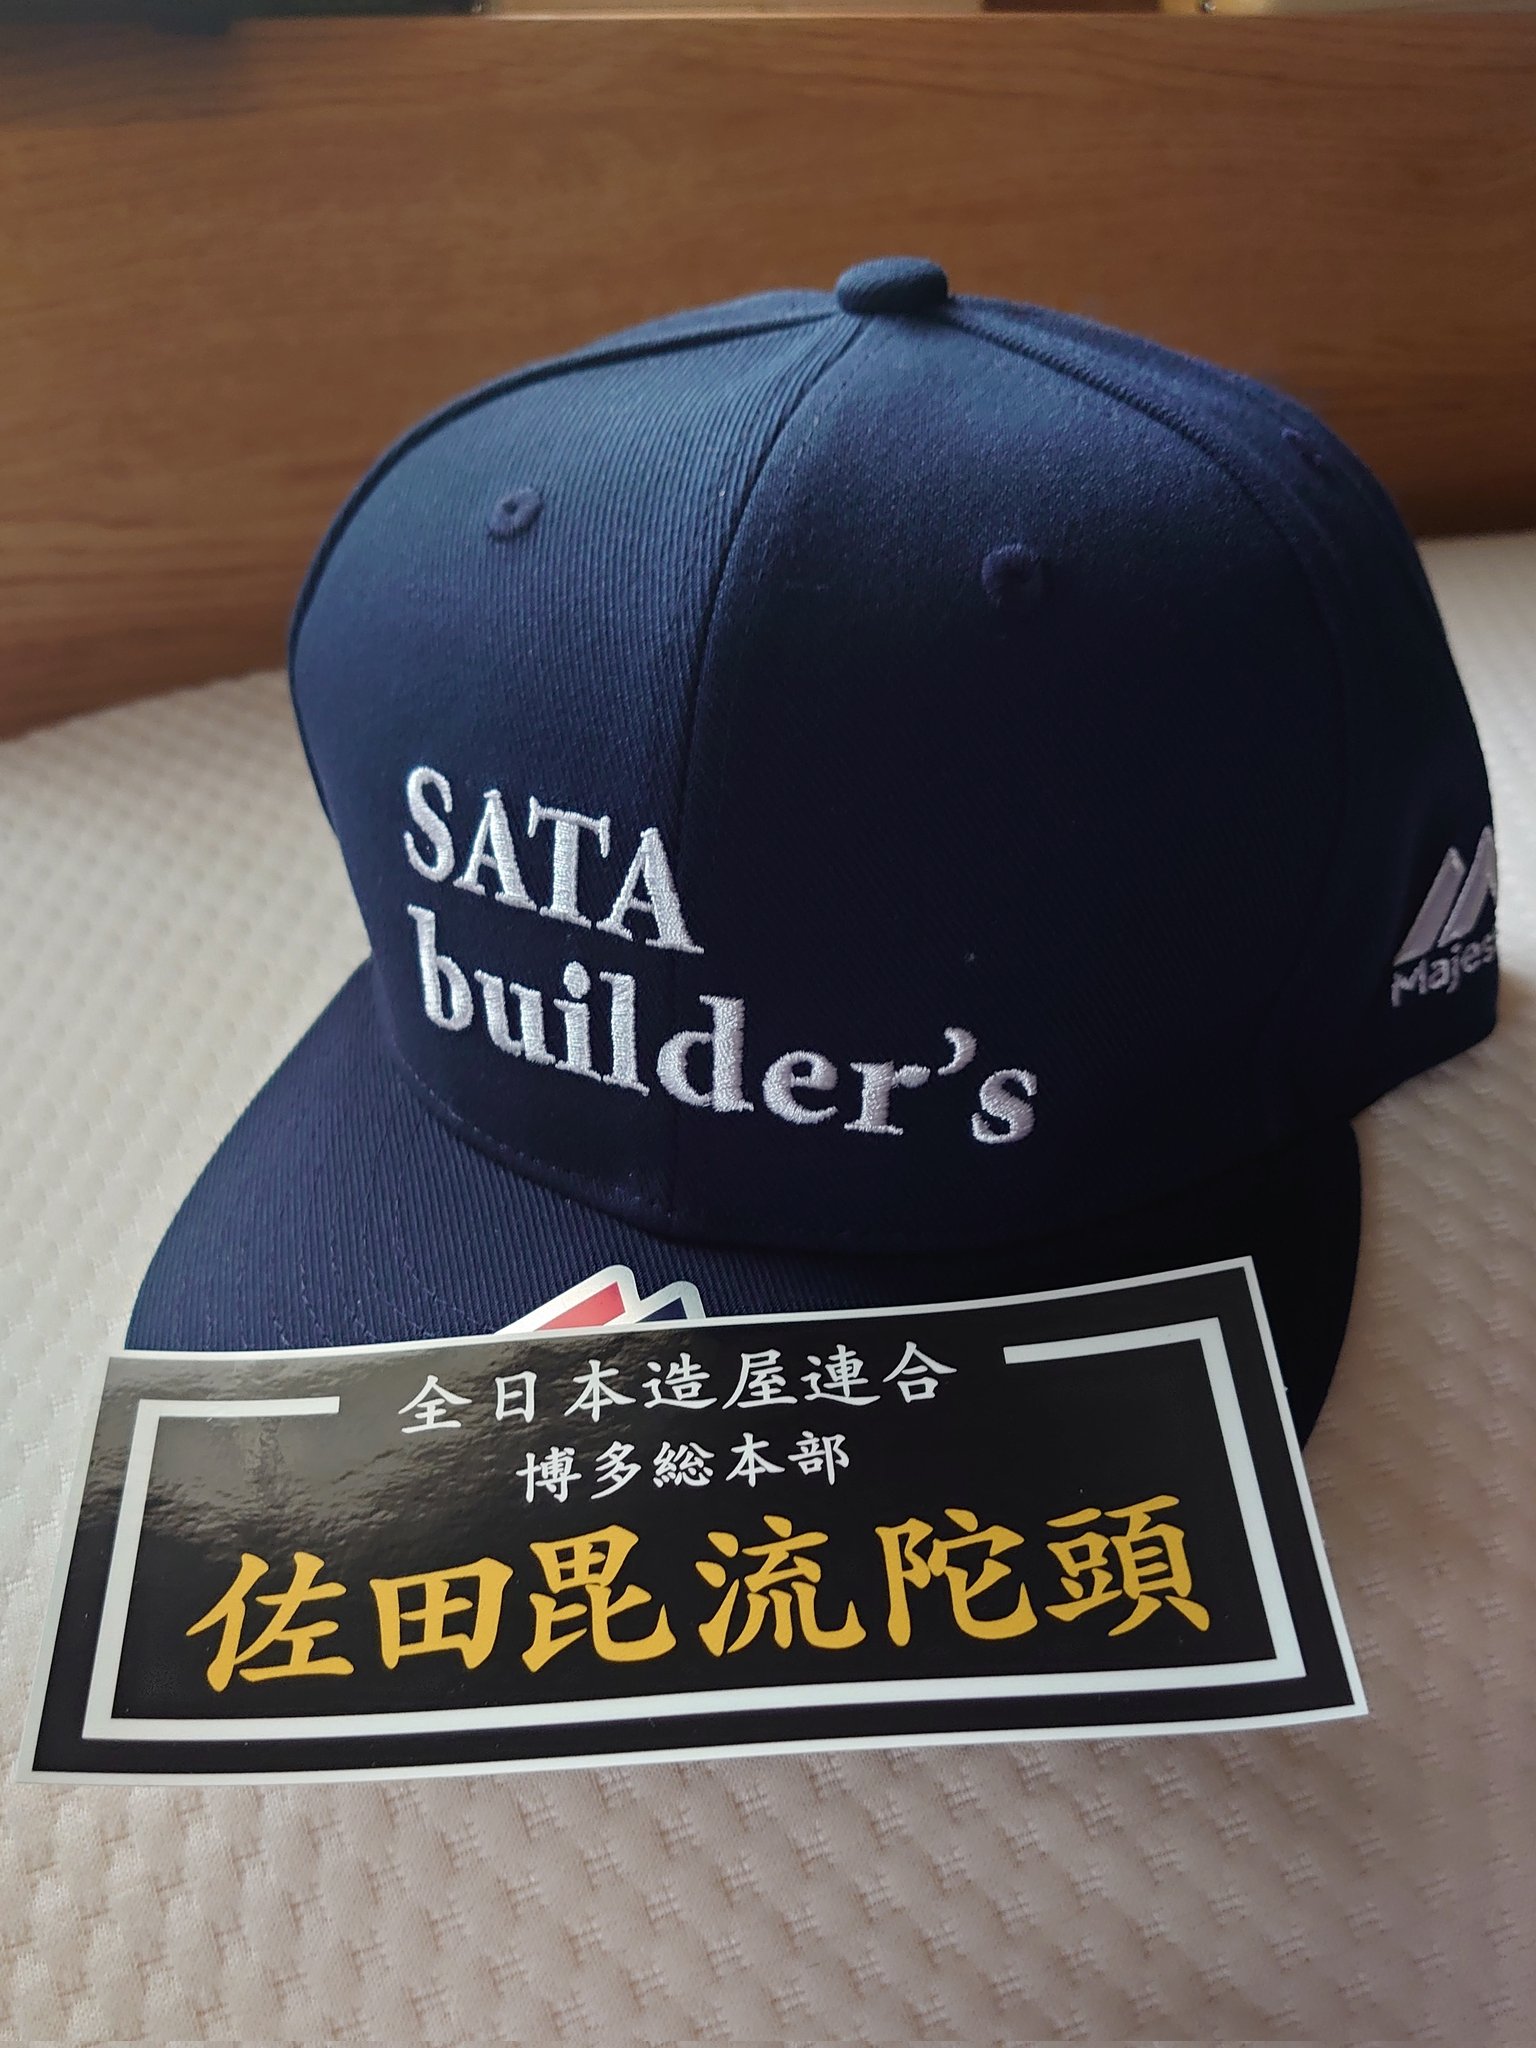 SATA
builder's
Majest
全日本造屋連合
博多総本部
佐田毘流陀頭